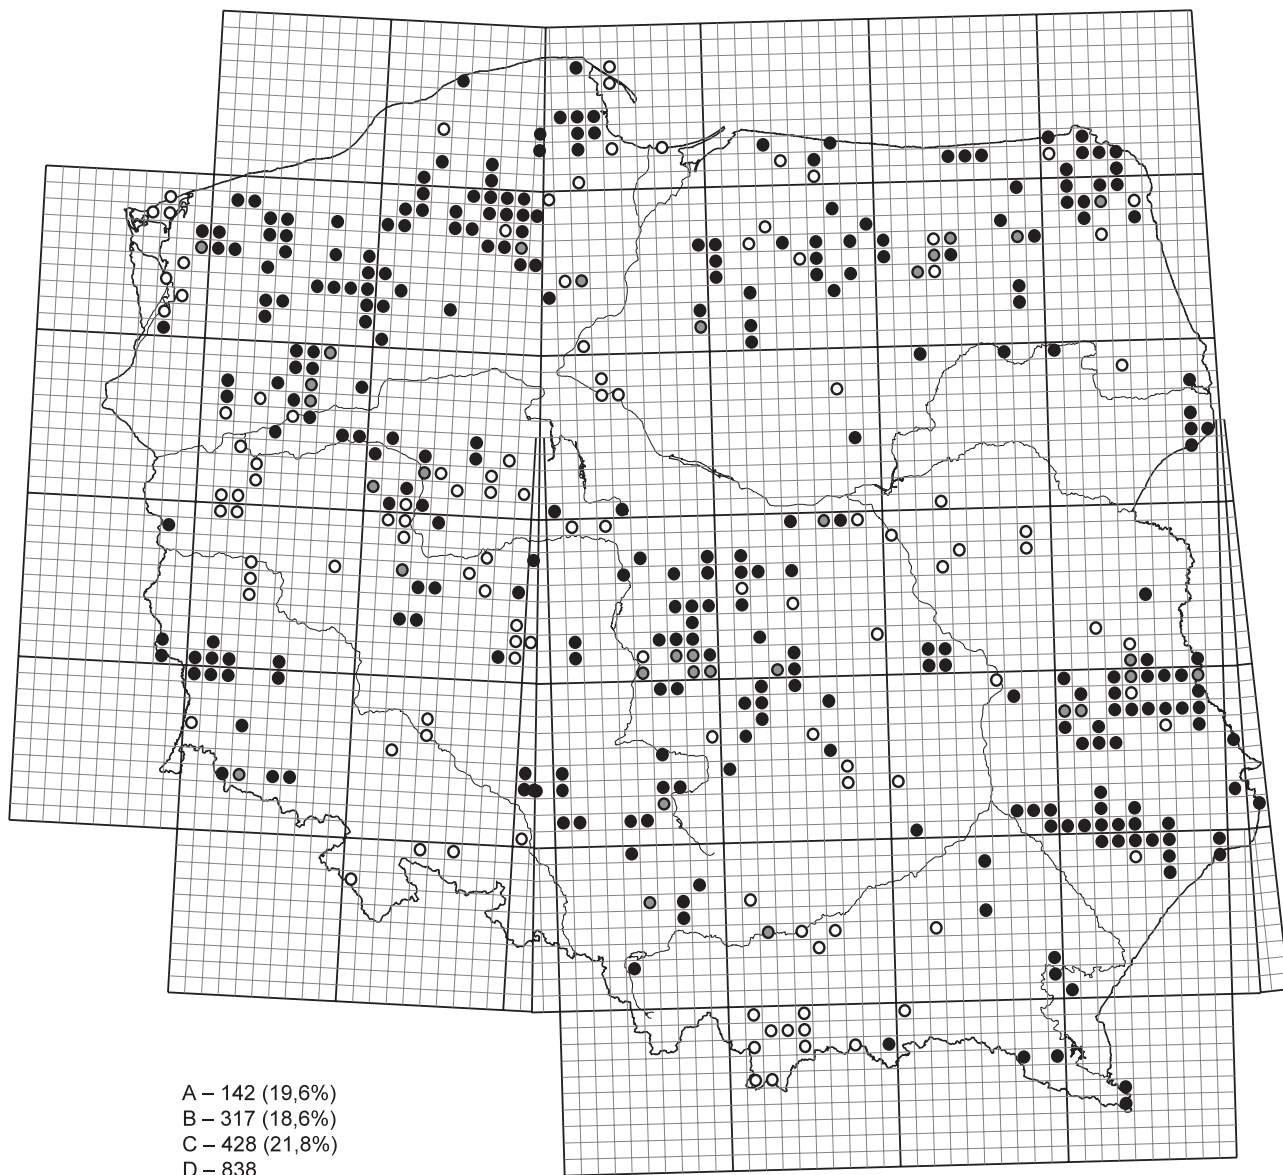 A – 142 (19,6%)
B – 317 (18,6%)
C – 428 (21,8%)
D – 838